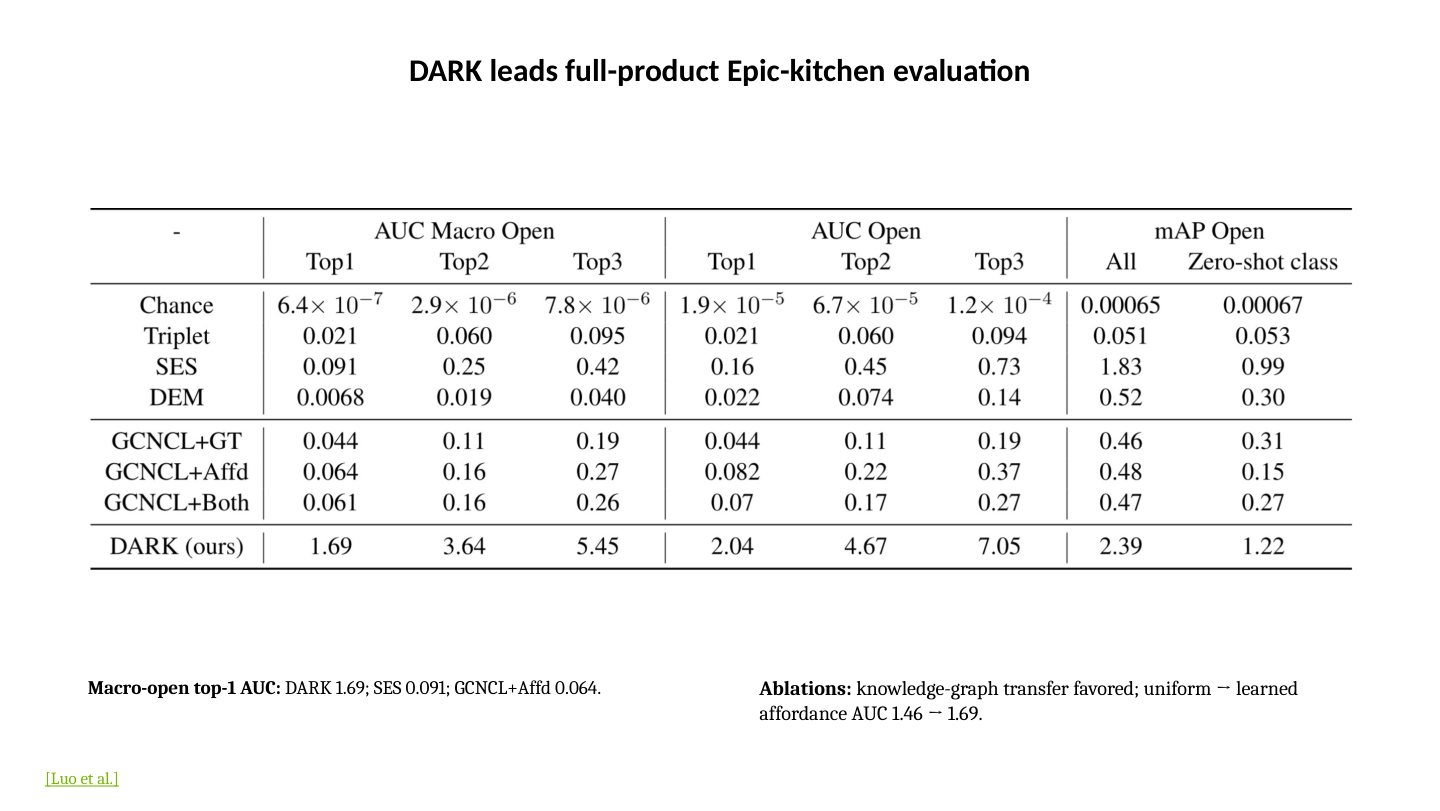 DARK leads full-product Epic-kitchen evaluation
- AUC Macro Open AUC Open mAP Open
Top1 Top2 Top3 Top1 Top2 Top3 All Zero-shot class
Chance 6.4× 10⁻⁷ 2.9× 10⁻⁶ 7.8× 10⁻⁶ 1.9× 10⁻⁵ 6.7× 10⁻⁵ 1.2× 10⁻⁴ 0.00065 0.00067
Triplet 0.021 0.060 0.095 0.021 0.060 0.094 0.051 0.053
SES 0.091 0.25 0.42 0.16 0.45 0.73 1.83 0.99
DEM 0.0068 0.019 0.040 0.022 0.074 0.14 0.52 0.30
GCNCL+GT 0.044 0.11 0.19 0.044 0.11 0.19 0.46 0.31
GCNCL+Affd 0.064 0.16 0.27 0.082 0.22 0.37 0.48 0.15
GCNCL+Both 0.061 0.16 0.26 0.07 0.17 0.27 0.47 0.27
DARK (ours) 1.69 3.64 5.45 2.04 4.67 7.05 2.39 1.22
Macro-open top-1 AUC: DARK 1.69; SES 0.091; GCNCL+Affd 0.064.
Ablations: knowledge-graph transfer favored; uniform → learned
affordance AUC 1.46 → 1.69.
[Luo et al.]